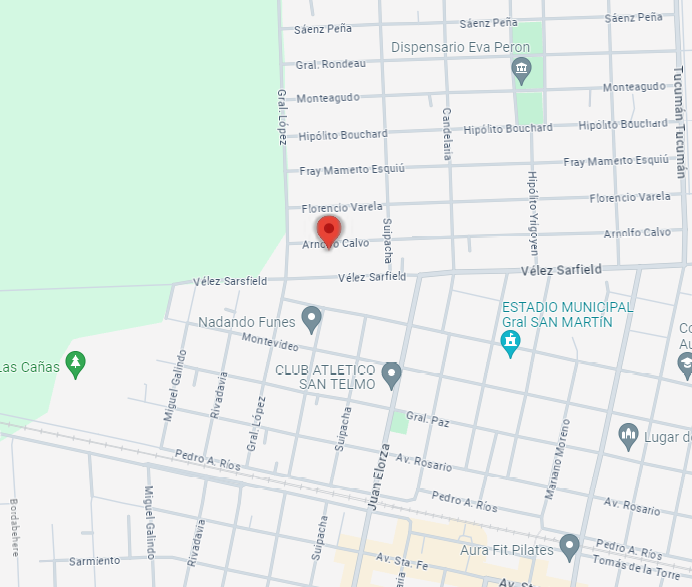 Sáenz Peña
Sáenz Peña
Sáenz Peña
Dispensario Eva Peron
Gral. Rondeau
Tucumán Tucumán
Monteagudo
Monteagudo
Gral. López
Candelaria
Hipólito Bouchard
Hipólito Bouchard
Hipólito Bouchard
Fray Mamerto Esquiú
Fray Mamerto Esquiú
Hipólito Yrigoyen
Florencio Varela
Florencio Varela
Suipacha
Arnolfo Calvo
Arnolfo Calvo
Vélez Sarsfield
Vélez Sarfield
Vélez Sarfield
ESTADIO MUNICIPAL
Gral SAN MARTÍN
Nadando Funes
Montevideo
Las Cañas
Miguel Galindo
Rivadavia
Gral. López
CLUB ATLETICO
SAN TELMO
Suipacha
Gral. Paz
Mariano Moreno
Lugar d
Pedro A. Ríos
Av. Rosario
Juan Elorza
Pedro A. Ríos
Av. Rosario
Bordabehere
Miguel Galindo
Rivadavia
Suipacha
Aura Fit Pilates
Pedro A. Ríos
Tomás de la Torre
Sarmiento
Av. Sta. Fe
Av. Sta.